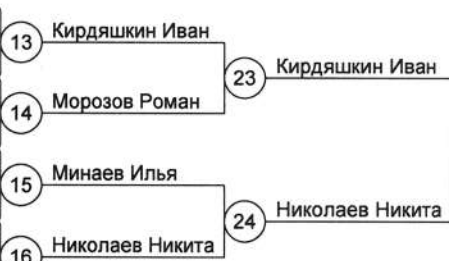 13 Кирдяшкин Иван
23 Кирдяшкин Иван
14 Морозов Роман
15 Минаев Илья
24 Николаев Никита
16 Николаев Никита